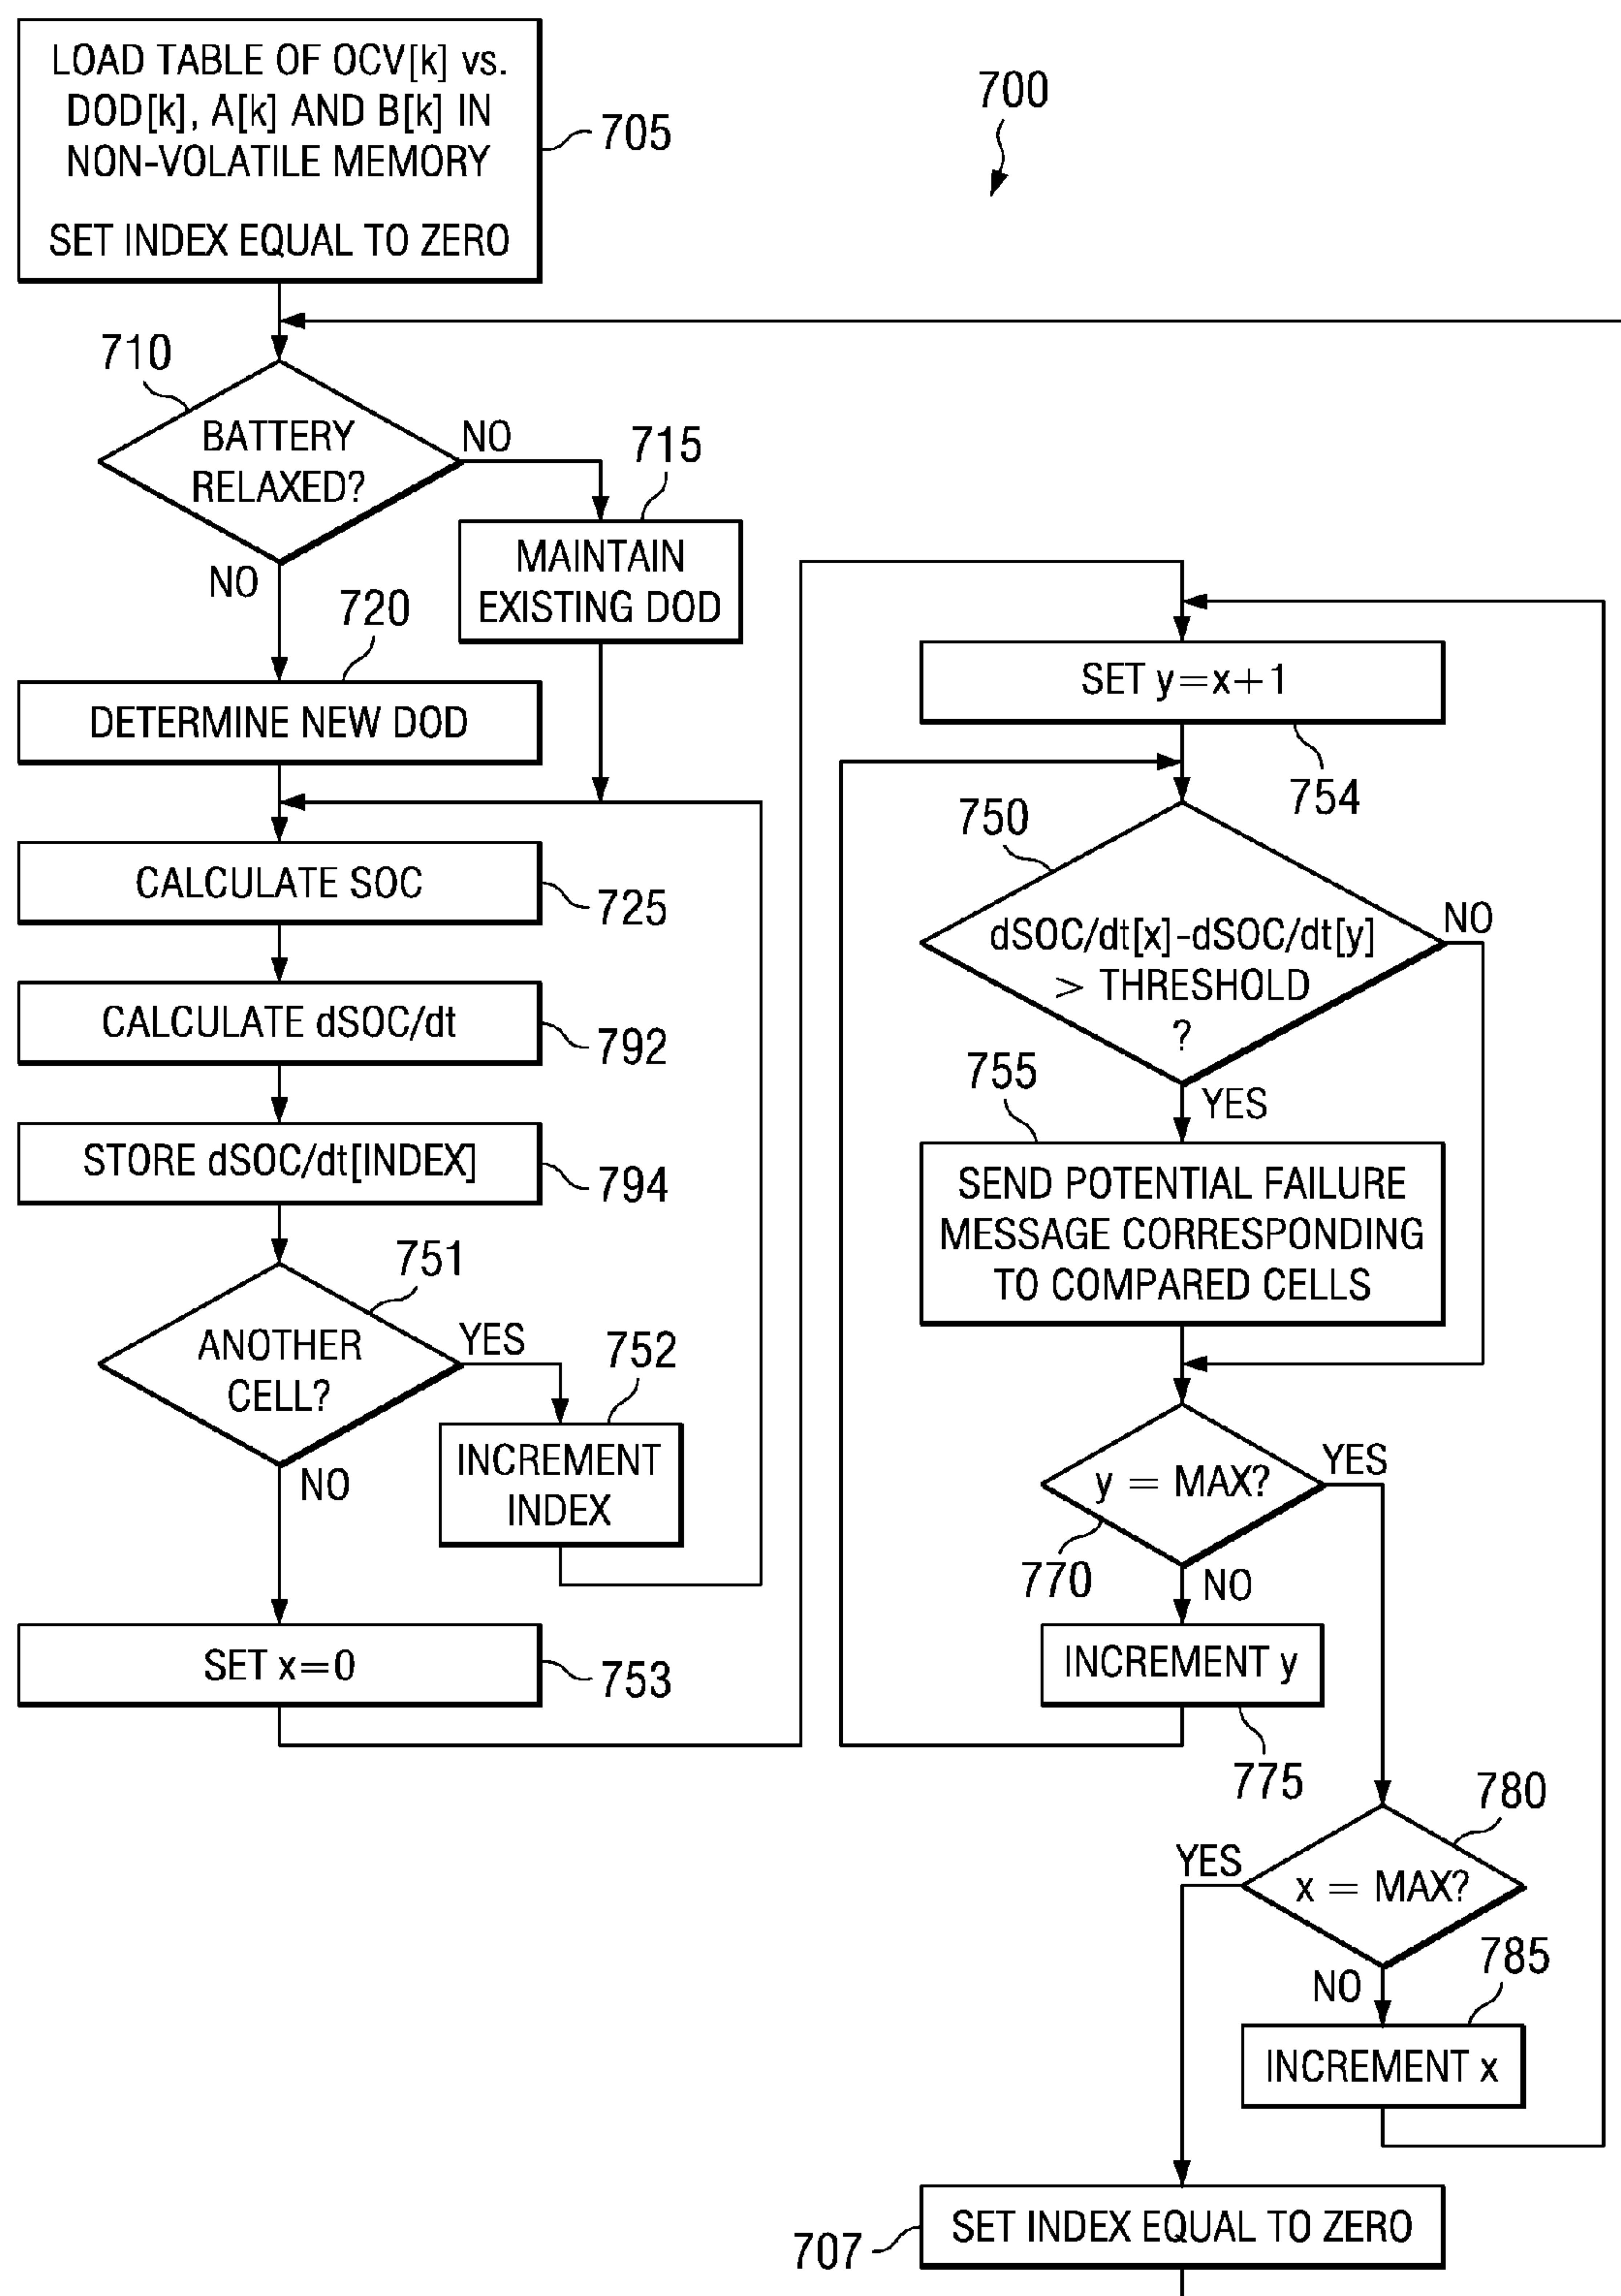 LOAD TABLE OF OCV[k] vs.
DOD[k], A[k] AND B[k] IN
NON-VOLATILE MEMORY
SET INDEX EQUAL TO ZERO
705
700
710
BATTERY
RELAXED?
NO
715
MAINTAIN
EXISTING DOD
NO
720
DETERMINE NEW DOD
CALCULATE SOC
725
CALCULATE dSOC/dt
792
STORE dSOC/dt[INDEX]
794
751
ANOTHER
CELL?
YES
752
INCREMENT
INDEX
NO
SET x=0
753
SET y=x+1
754
750
dSOC/dt[x]-dSOC/dt[y]
> THRESHOLD
?
NO
YES
755
SEND POTENTIAL FAILURE
MESSAGE CORRESPONDING
TO COMPARED CELLS
y = MAX?
YES
770
NO
INCREMENT y
775
780
YES
x = MAX?
NO
785
INCREMENT x
SET INDEX EQUAL TO ZERO
707